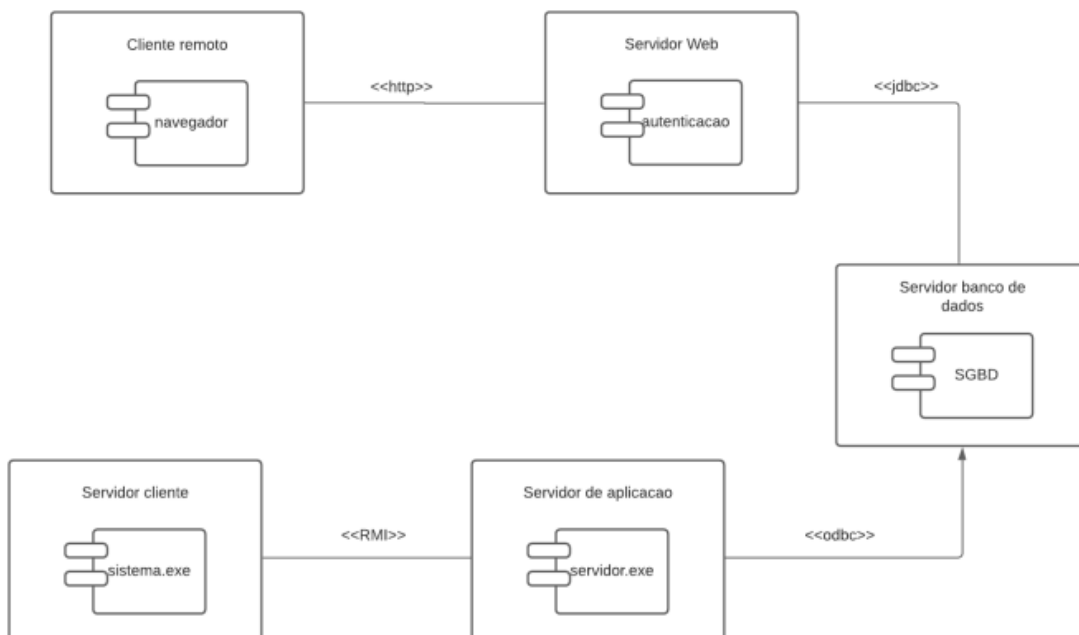 Cliente remoto
navegador
<<http>>
Servidor Web
autenticacao
<<jdbc>>
Servidor banco de
dados
SGBD
Servidor cliente
sistema.exe
<<RMI>>
Servidor de aplicacao
servidor.exe
<<odbc>>